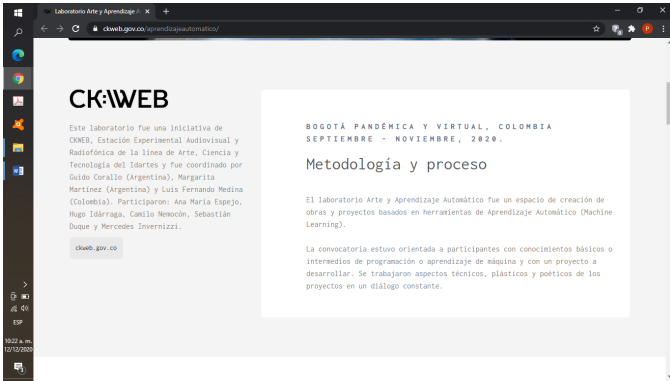 Laboratorio Arte y Aprendizaje A
ckweb.gov.co/aprendizajeautomatico/
CK:WEB
Este laboratorio fue una iniciativa de
CKWEB, Estación Experimental Audiovisual y
Radiofónica de la línea de Arte, Ciencia y
Tecnología del Idartes y fue coordinado por
Guido Corallo (Argentina), Margarita
Martínez (Argentina) y Luis Fernando Medina
(Colombia). Participaron: Ana María Espejo,
Hugo Idárraga, Camilo Nemocón, Sebastián
Duque y Mercedes Invernizzi.
ckweb.gov.co
BOGOTÁ PANDÉMICA Y VIRTUAL, COLOMBIA
SEPTIEMBRE - NOVIEMBRE, 2020.
Metodología y proceso
El laboratorio Arte y Aprendizaje Automático fue un espacio de creación de
obras y proyectos basados en herramientas de Aprendizaje Automático (Machine
Learning).
La convocatoria estuvo orientada a participantes con conocimientos básicos o
intermedios de programación o aprendizaje de máquina y con un proyecto a
desarrollar. Se trabajaron aspectos técnicos, plásticos y poéticos de los
proyectos en un diálogo constante.
ESP
10:22 a. m.
12/12/2020